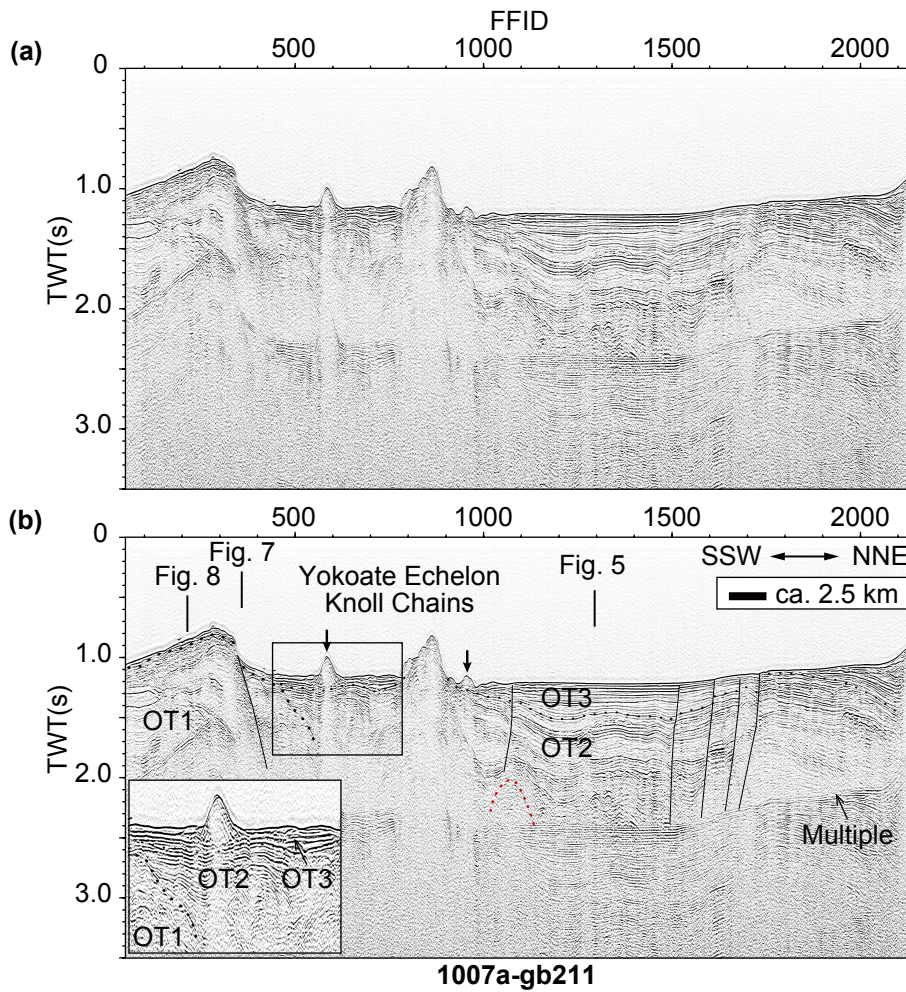 FFID
(a)
500 1000 1500 2000
0
1.0
2.0
3.0
TWT(s)
(b)
500 1000 1500 2000
0
1.0
2.0
3.0
TWT(s)
Fig. 8
Fig. 7
Yokoate Echelon
Knoll Chains
Fig. 5
SSW NNE
ca. 2.5 km
OT1
OT3
OT2
Multiple
OT2
OT3
OT1
1007a-gb211